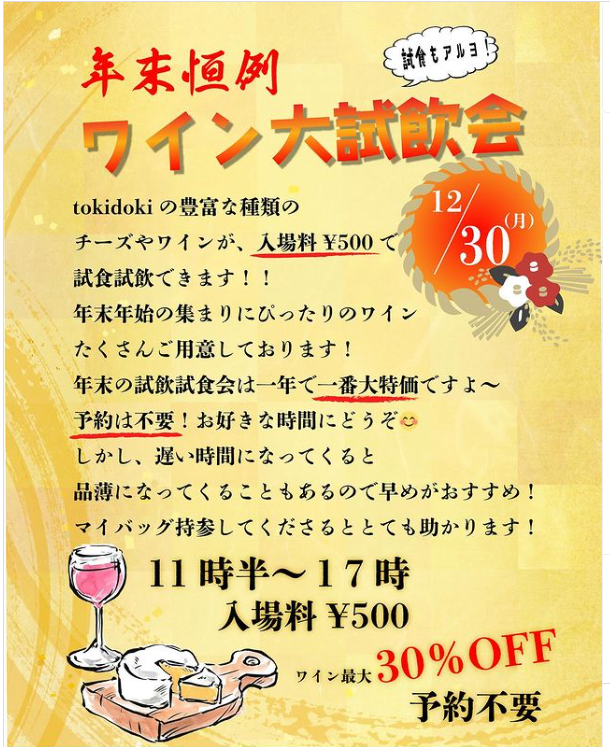 試食もアルヨ!
年末恒例
ワイン大試飲会
12/30(月)
tokidokiの豊富な種類の
チーズやワインが、入場料¥500で
試食試飲できます!!
年末年始の集まりにぴったりのワイン
たくさんご用意しております!
年末の試飲試食会は一年で一番大特価ですよ〜
予約は不要!お好きな時間にどうぞ😊
しかし、遅い時間になってくると
品薄になってくることもあるので早めがおすすめ!
マイバッグ持参してくださるととても助かります!
11時半〜17時
入場料¥500
ワイン最大30%OFF
予約不要